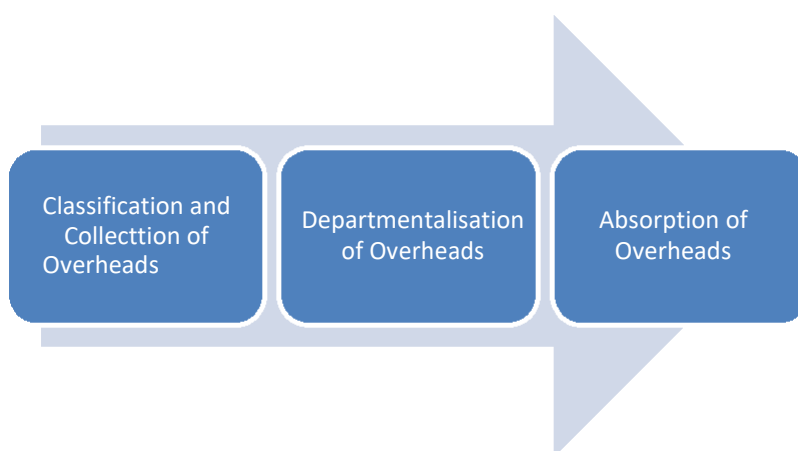 Classification and
Collecttion of
Overheads
Departmentalisation
of Overheads
Absorption of
Overheads